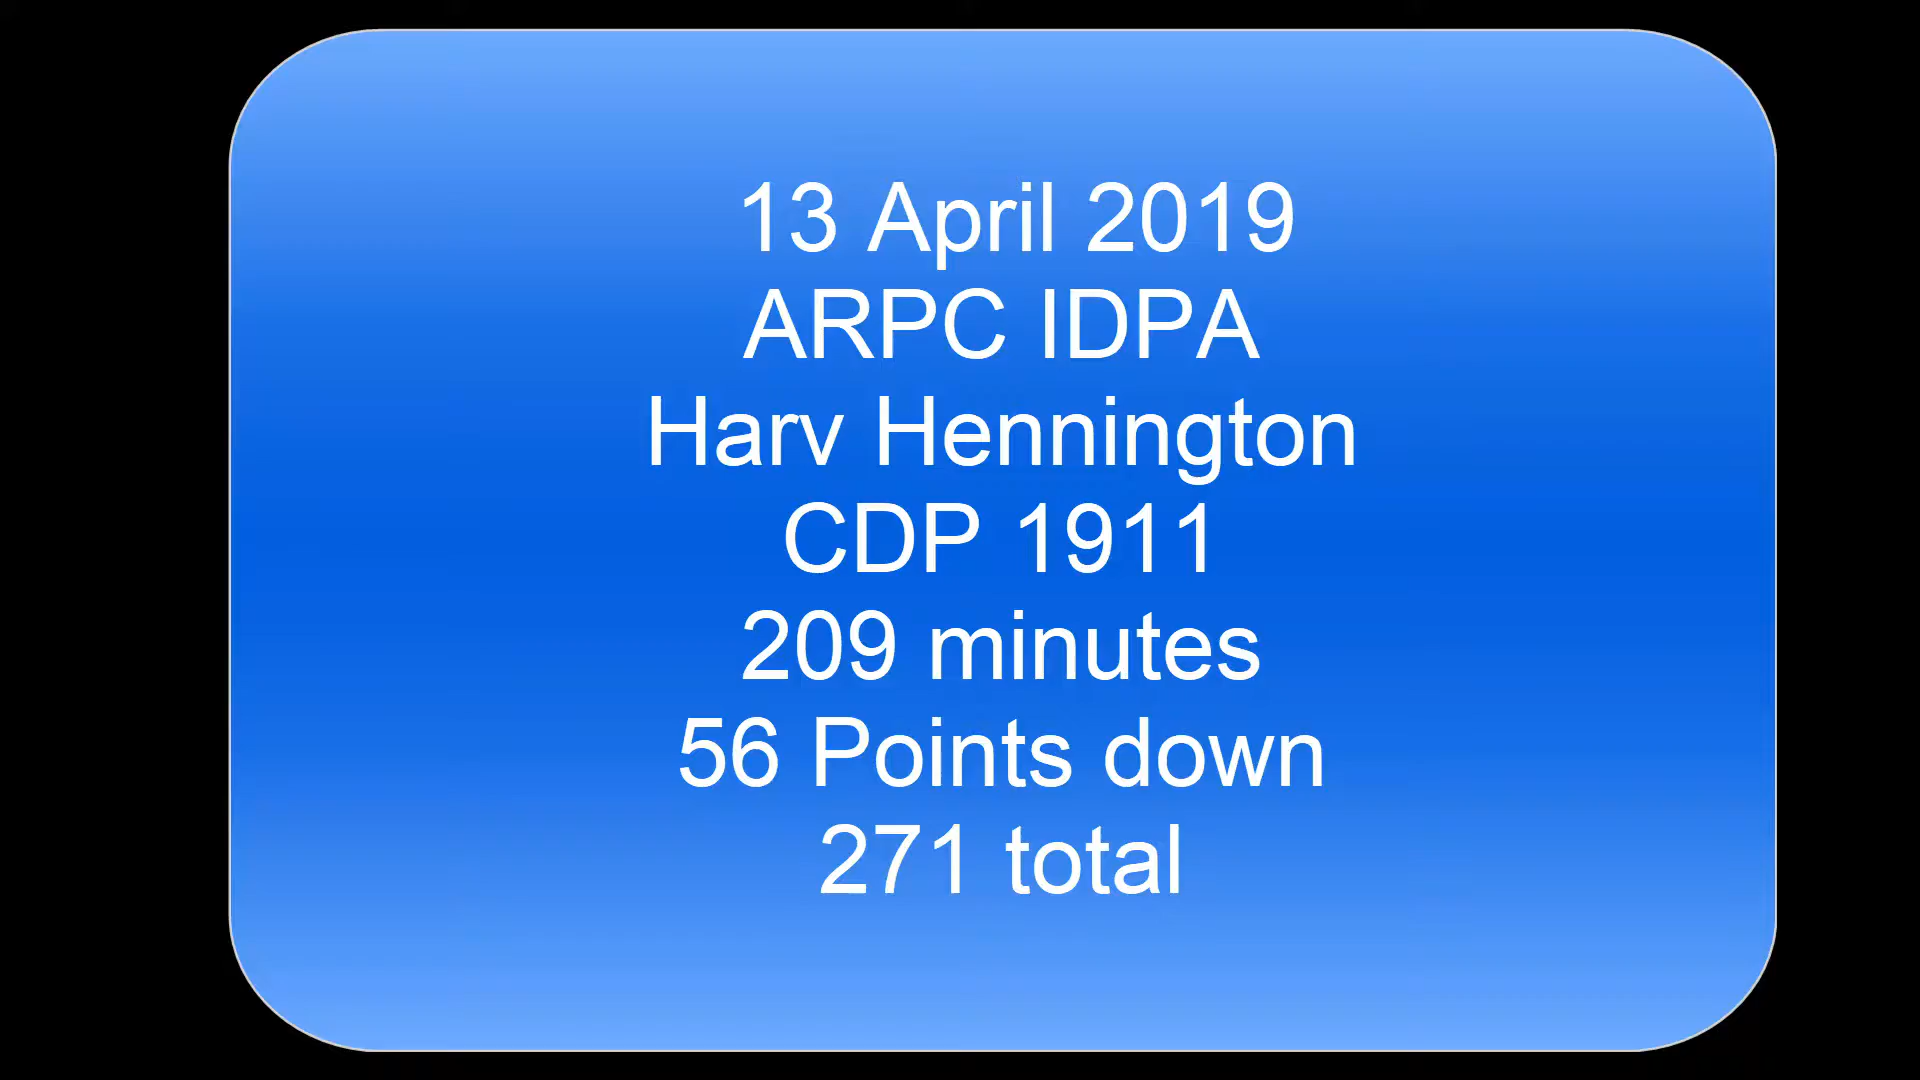 13 April 2019
ARPC IDPA
Harv Hennington
CDP 1911
209 minutes
56 Points down
271 total